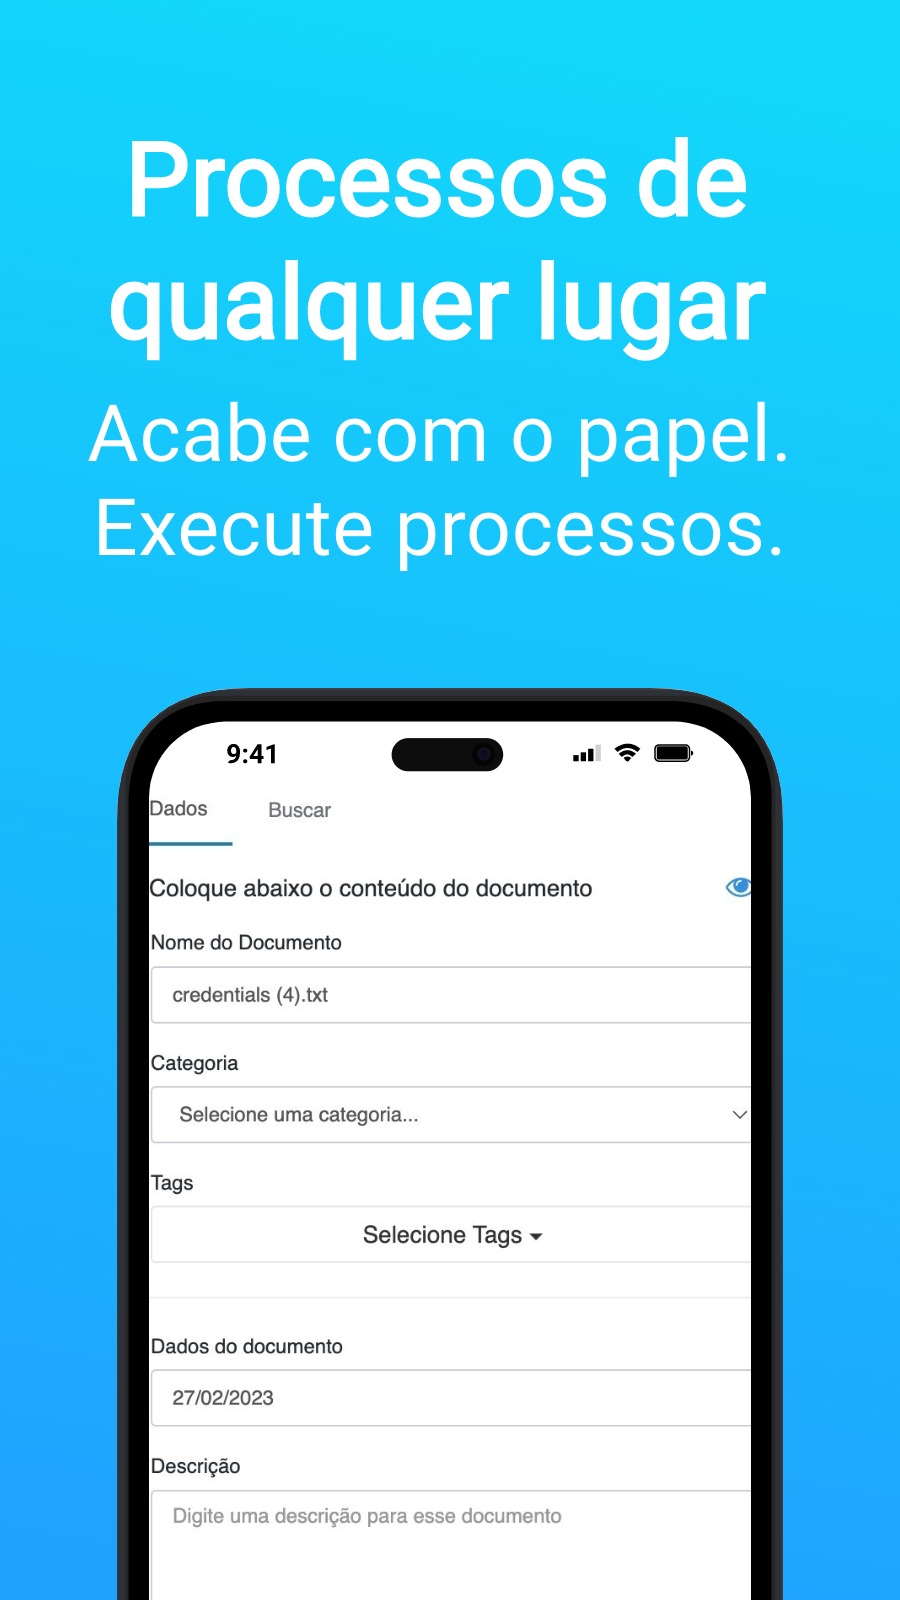 Processos de
qualquer lugar
Acabe com o papel.
Execute processos.
9:41
Dados
Buscar
Coloque abaixo o conteúdo do documento
Nome do Documento
credentials (4).txt
Categoria
Selecione uma categoria...
Tags
Selecione Tags
Dados do documento
27/02/2023
Descrição
Digite uma descrição para esse documento